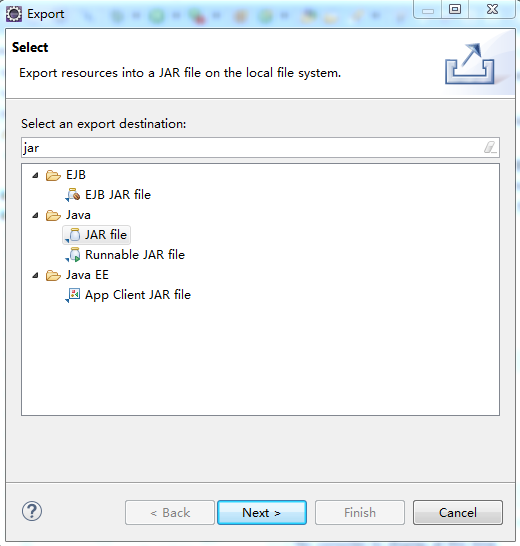 Export
Select
Export resources into a JAR file on the local file system.
Select an export destination:
jar
EJB
EJB JAR file
Java
JAR file
Runnable JAR file
Java EE
App Client JAR file
?
< Back
Next >
Finish
Cancel